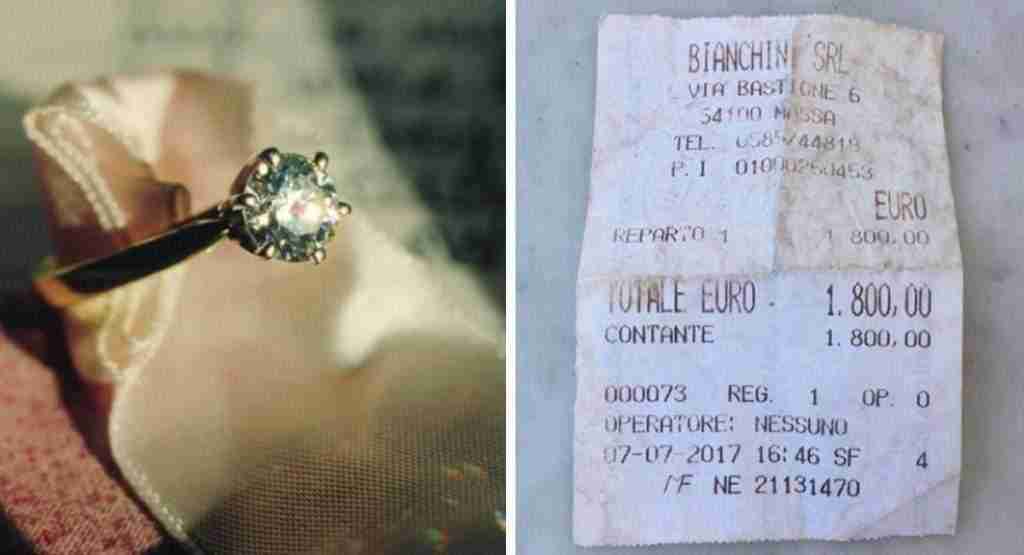 BIANCHINI SRL
VIA BASTIONE 6
54100 MASSA
TEL. 0585/44819
P.I
EURO
REPARTO 1 1 800,00
TOTALE EURO . 1.800,00
CONTANTE 1.800,00
000073 REG. 1 OP. 0
OPERATORE: NESSUNO
07-07-2017 16:46 SF 4
MF NE 21131470